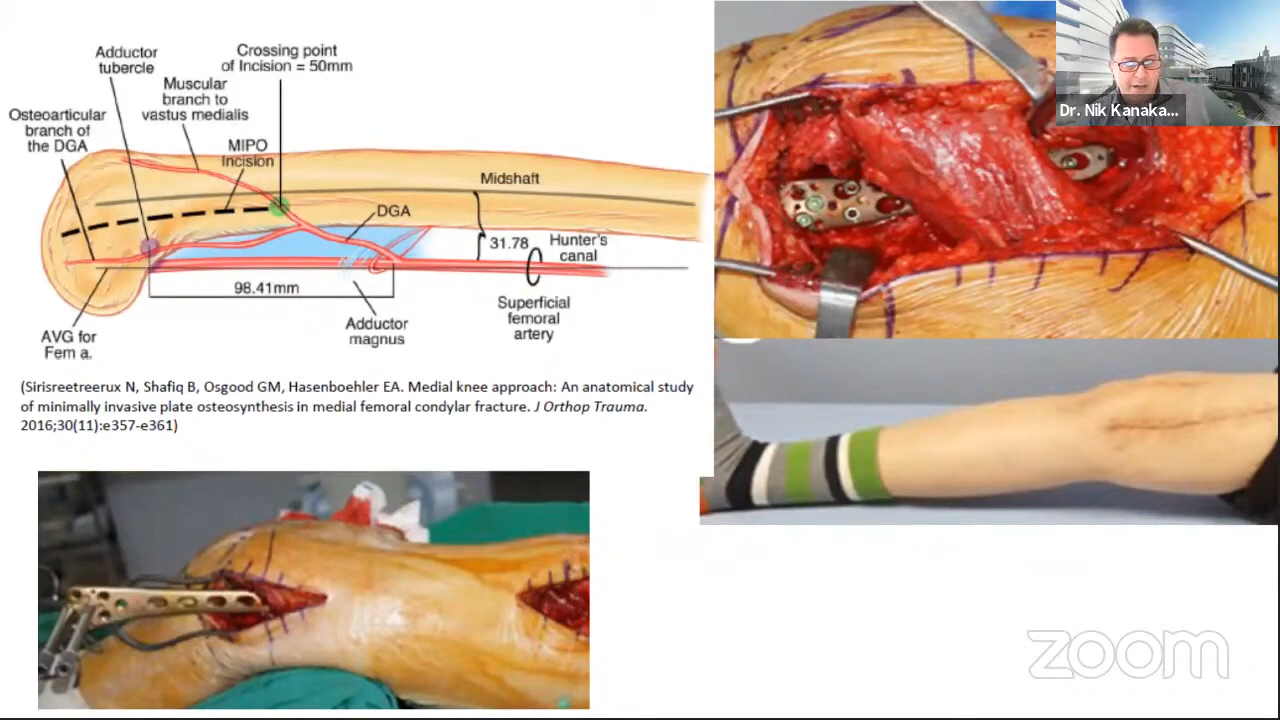 Adductor
tubercle
Crossing point
of Incision = 50mm
Muscular
branch to
vastus medialis
Osteoarticular
branch of
the DGA
MIPO
Incision
Midshaft
DGA
31.78
Hunter's
canal
98.41mm
Superficial
femoral
artery
Adductor
magnus
AVG for
Fem a.
(Sirisreetreerux N, Shafiq B, Osgood GM, Hasenboehler EA. Medial knee approach: An anatomical study
of minimally invasive plate osteosynthesis in medial femoral condylar fracture. J Orthop Trauma.
2016;30(11):e357-e361)
Dr. Nik Kanaka...
zoom